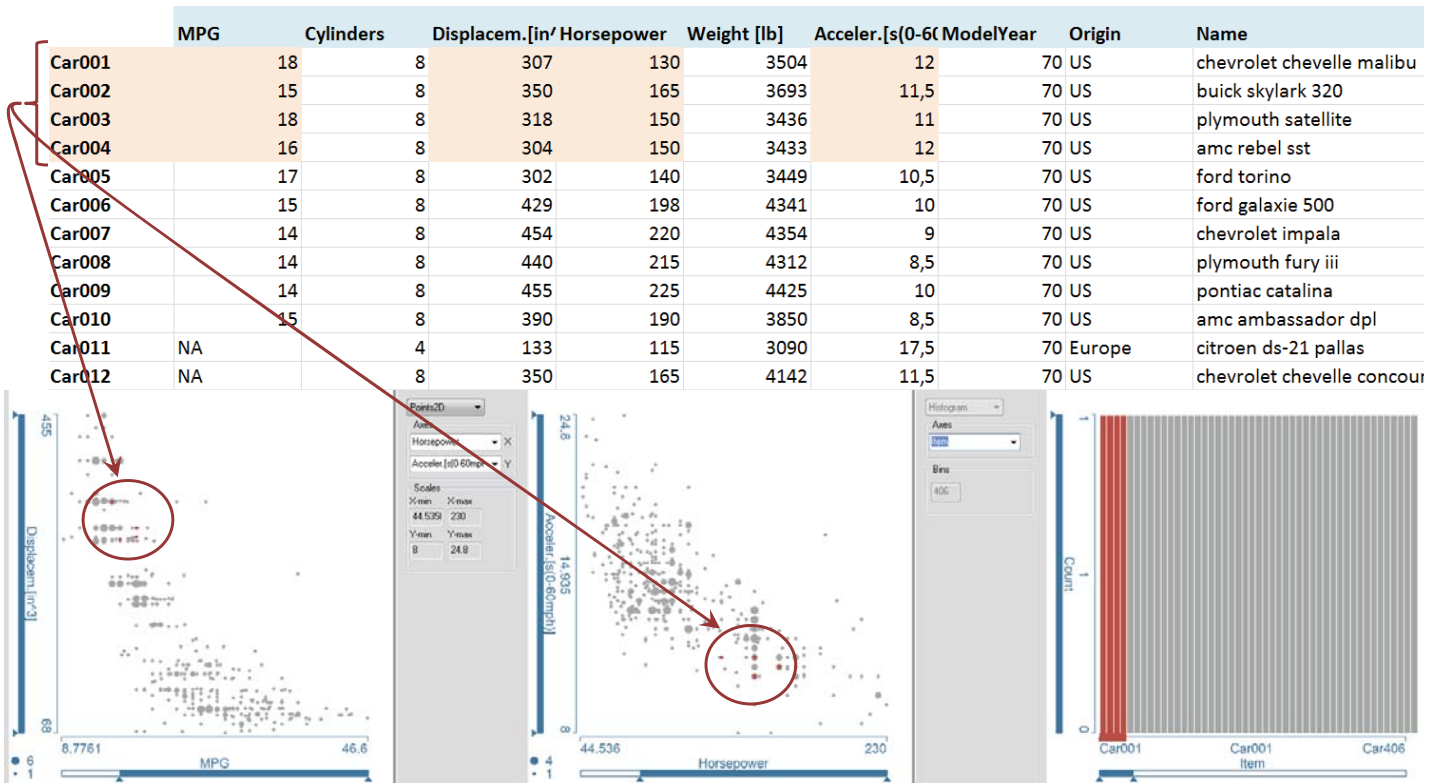 MPG Cylinders Displacem.[in^ Horsepower Weight [lb] Acceler.[s(0-60 ModelYear Origin Name
Car001 18 8 307 130 3504 12 70 US chevrolet chevelle malibu
Car002 15 8 350 165 3693 11,5 70 US buick skylark 320
Car003 18 8 318 150 3436 11 70 US plymouth satellite
Car004 16 8 304 150 3433 12 70 US amc rebel sst
Car005 17 8 302 140 3449 10,5 70 US ford torino
Car006 15 8 429 198 4341 10 70 US ford galaxie 500
Car007 14 8 454 220 4354 9 70 US chevrolet impala
Car008 14 8 440 215 4312 8,5 70 US plymouth fury iii
Car009 14 8 455 225 4425 10 70 US pontiac catalina
Car010 15 8 390 190 3850 8,5 70 US amc ambassador dpl
Car011 NA 4 133 115 3090 17,5 70 Europe citroen ds-21 pallas
Car012 NA 8 350 165 4142 11,5 70 US chevrolet chevelle concour
455
Displacem.[in^3]
68
8.7761 46.6
MPG
6
1
Points2D
Axes
Horsepower X
Acceler.[s(0-60mph Y
Scales
X-min X-max
44.535 230
Y-min Y-max
8 24.8
24.8
Acceler.[s(0-60mph)]
14.935
8
44.536 230
Horsepower
4
1
Histogram
Axes
Item
Bins
406
1
Count
1
0
Car001 Car001 Car406
Item